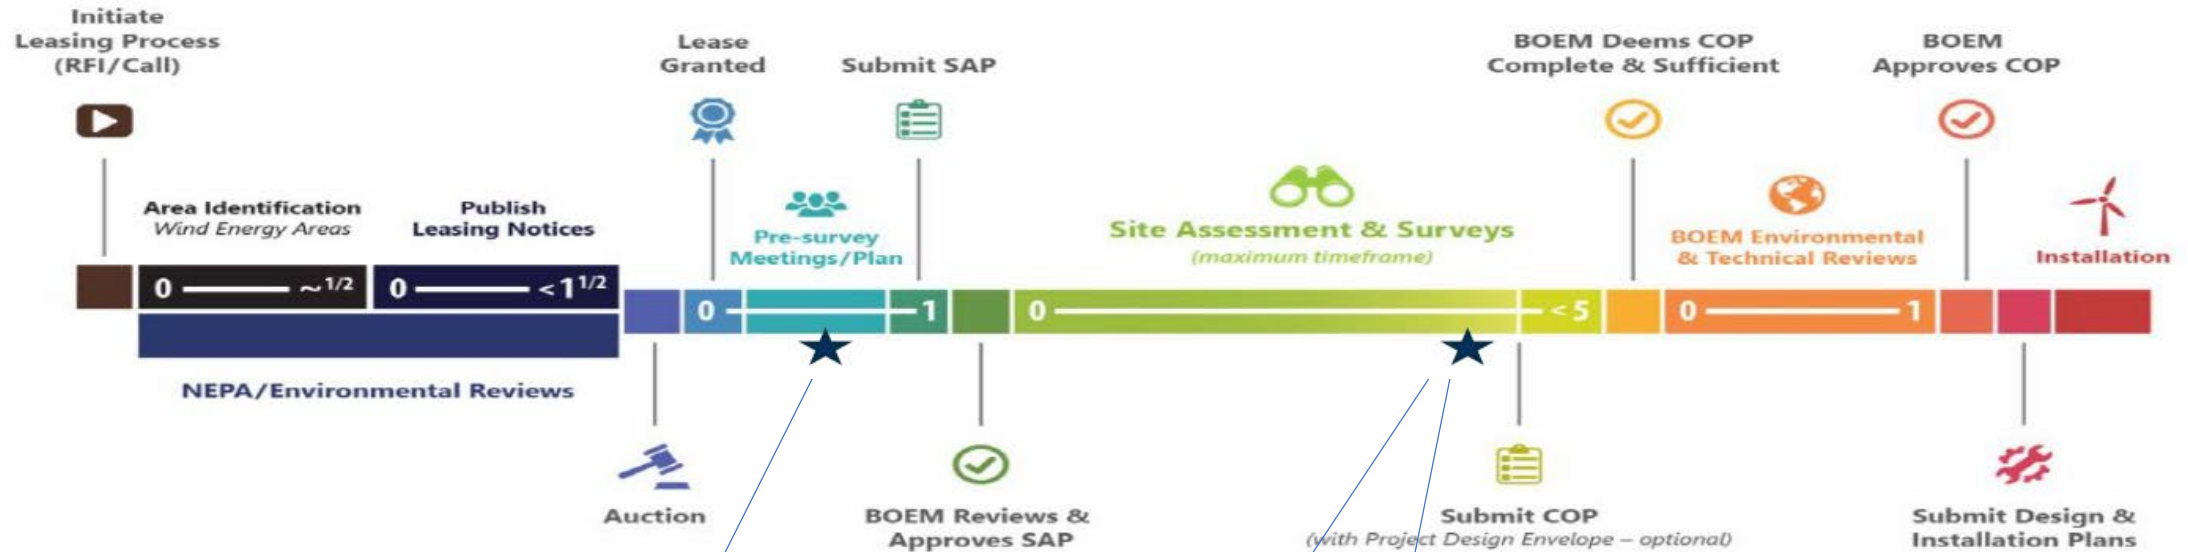 Initiate
Leasing Process
(RFI/Call)
Lease
Granted
Submit SAP
BOEM Deems COP
Complete & Sufficient
BOEM
Approves COP
Area Identification
Wind Energy Areas
Publish
Leasing Notices
Pre-survey
Meetings/Plan
Site Assessment & Surveys
(maximum timeframe)
BOEM Environmental
& Technical Reviews
Installation
0 ~1/2
0 <1 1/2
0 1
0 <5
0 1
NEPA/Environmental Reviews
Auction
BOEM Reviews &
Approves SAP
Submit COP
(with Project Design Envelope – optional)
Submit Design &
Installation Plans